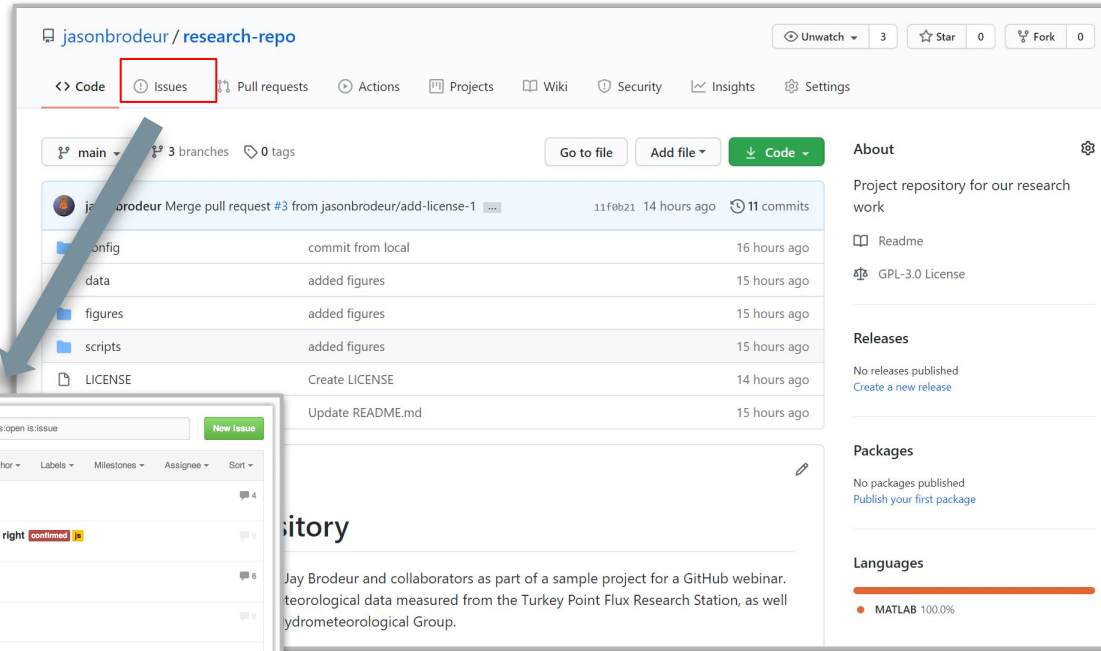 jasonbrodeur / research-repo
Unwatch 3 Star 0 Fork 0
<> Code Issues Pull requests Actions Projects Wiki Security Insights Settings
main 3 branches 0 tags
Go to file Add file Code
Merge pull request #3 from jasonbrodeur/add-license-1 ...
11f0b21 14 hours ago 11 commits
commit from local 16 hours ago
data added figures 15 hours ago
figures added figures 15 hours ago
scripts added figures 15 hours ago
LICENSE Create LICENSE 14 hours ago
Update README.md 15 hours ago
About
Project repository for our research
work
Readme
GPL-3.0 License
Releases
No releases published
Create a new release
Packages
No packages published
Publish your first package
Languages
MATLAB 100.0%
Jay Brodeur and collaborators as part of a sample project for a GitHub webinar.
data measured from the Turkey Point Flux Research Station, as well
Group.
s:open is:issue New issue
Labels Milestones Assignee Sort
4
right confirmed js 0
6
0